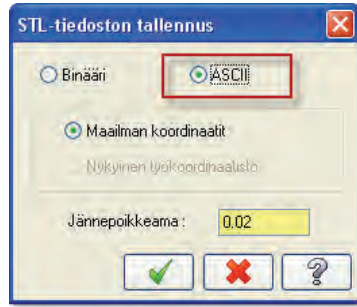 STL-tiedoston tallennus
Binääri ASCII
Maailman koordinaatit
Nykyinen työkoordinaatisto
Jännepoikkeama :
0.02